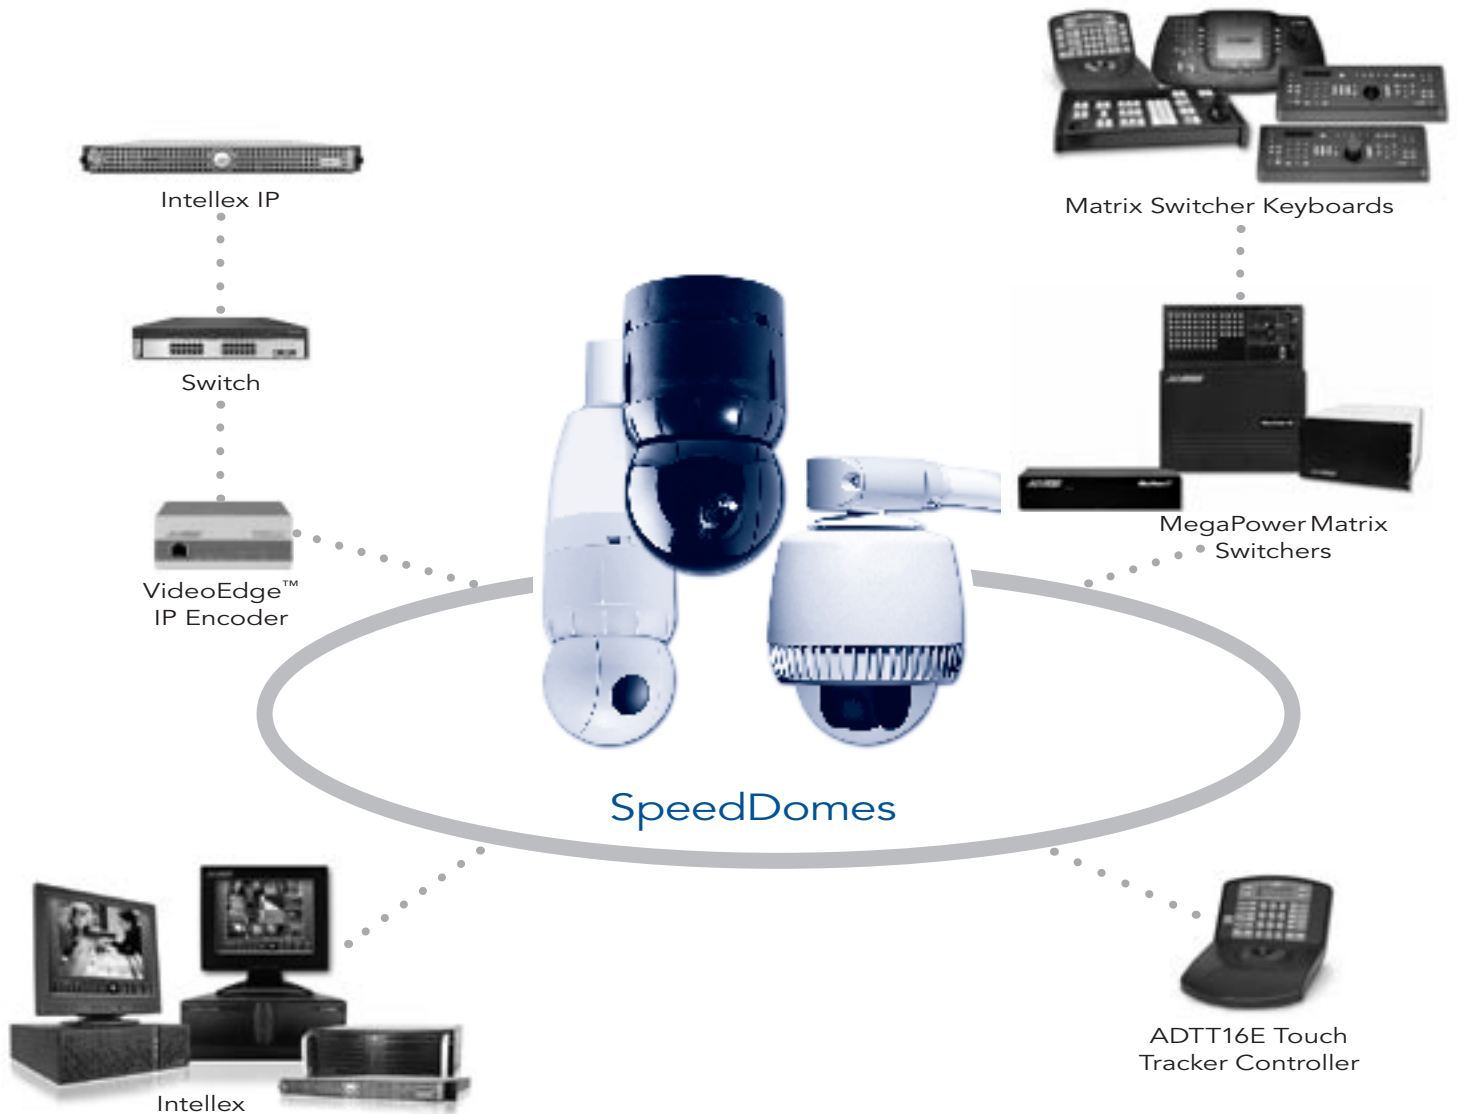 Intellex IP
Matrix Switcher Keyboards
Switch
MegaPower Matrix
Switchers
VideoEdge™
IP Encoder
SpeedDomes
ADTT16E Touch
Tracker Controller
Intellex